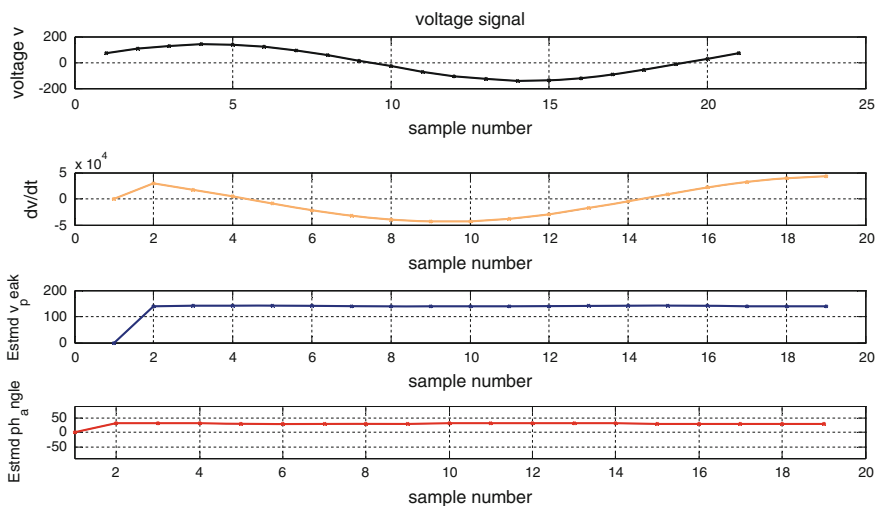 voltage signal
voltage v
200
0
-200
0 5 10 15 20 25
sample number
x 10^4
dv/dt
5
0
-5
0 2 4 6 8 10 12 14 16 18 20
sample number
Estmd v_peak
200
100
0
0 2 4 6 8 10 12 14 16 18 20
sample number
Estmd ph_angle
50
0
-50
2 4 6 8 10 12 14 16 18 20
sample number